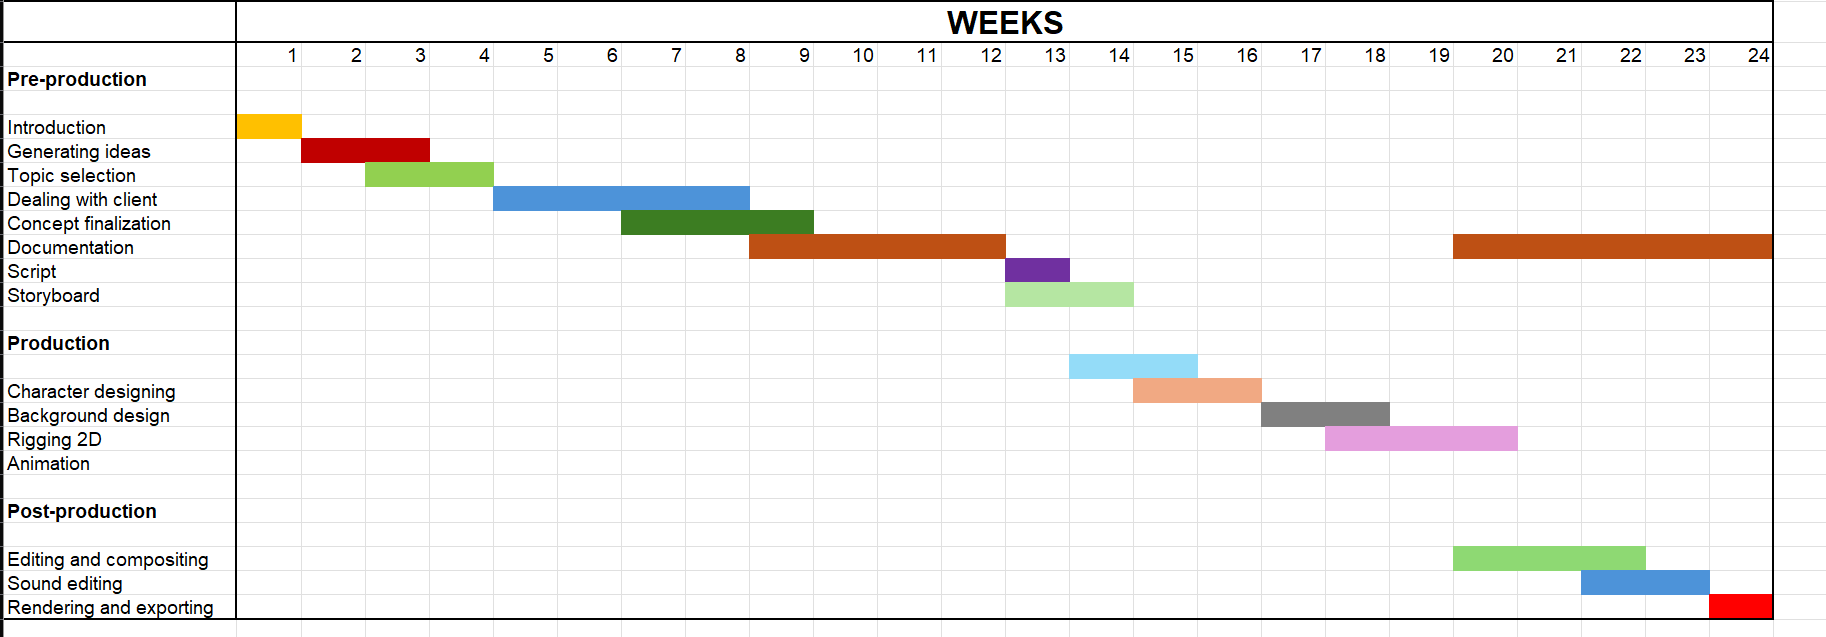 WEEKS
1 2 3 4 5 6 7 8 9 10 11 12 13 14 15 16 17 18 19 20 21 22 23 24
Pre-production
Introduction
Generating ideas
Topic selection
Dealing with client
Concept finalization
Documentation
Script
Storyboard
Production
Character designing
Background design
Rigging 2D
Animation
Post-production
Editing and compositing
Sound editing
Rendering and exporting